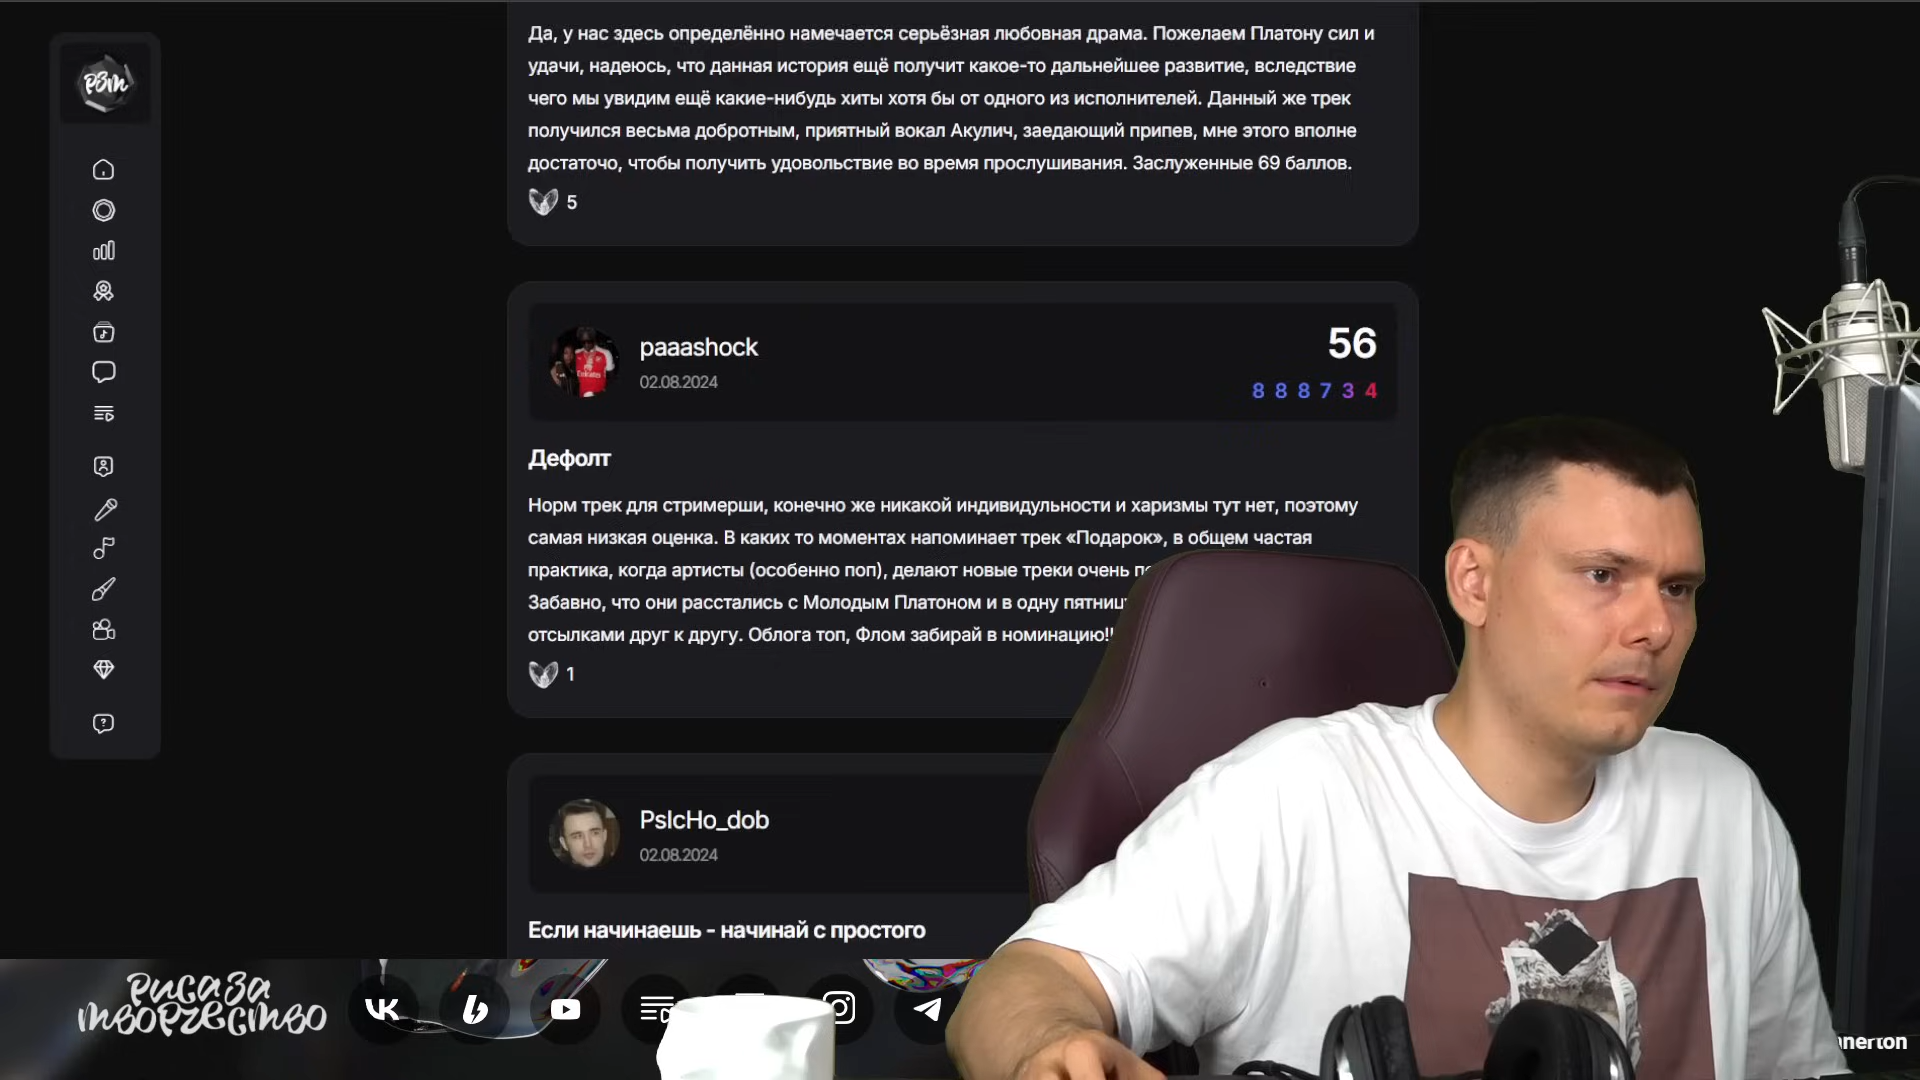 Да, у нас здесь определённо намечается серьёзная любовная драма. Пожелаем Платону сил и
удачи, надеюсь, что данная история ещё получит какое-то дальнейшее развитие, вследствие
чего мы увидим ещё какие-нибудь хиты хотя бы от одного из исполнителей. Данный же трек
получился весьма добротным, приятный вокал Акулич, заедающий припев, мне этого вполне
достаточо, чтобы получить удовольствие во время прослушивания. Заслуженные 69 баллов.
5
РЗТ
paaashock
56
02.08.2024
8 8 8 7 3 4
Дефолт
Норм трек для стримерши, конечно же никакой индивидульности и харизмы тут нет, поэтому
самая низкая оценка. В каких то моментах напоминает трек «Подарок», в общем частая
практика, когда артисты (особенно поп), делают новые треки очень
Забавно, что они расстались с Молодым Платоном и в одну
отсылками друг к другу. Облога топ, Флом забирай в номинацию!!
1
PsIcHo_dob
02.08.2024
Если начинаешь - начинай с простого
РИСАЗА
ТВОРЧЕСТВО